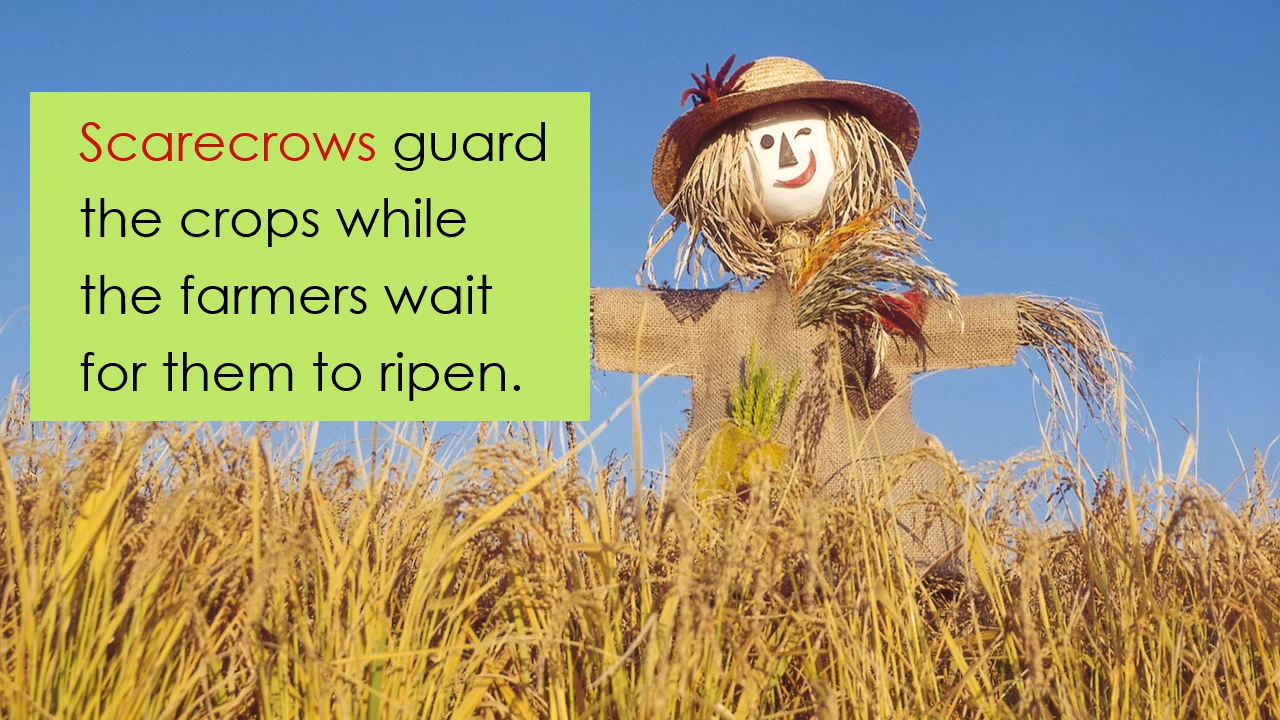 Scarecrows guard
the crops while
the farmers wait
for them to ripen.